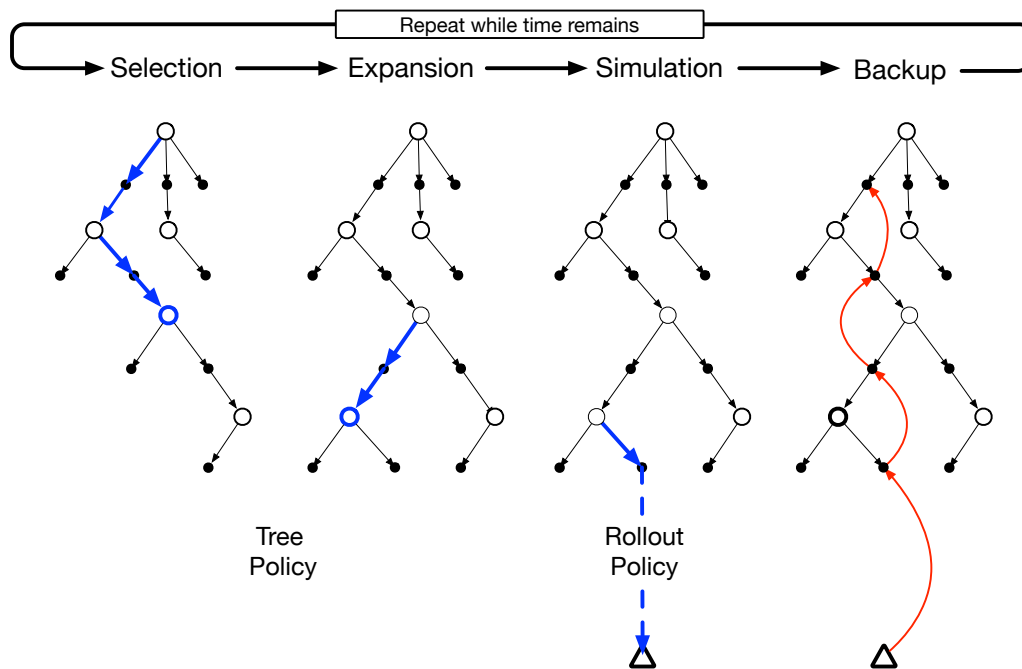 Repeat while time remains
Selection
Expansion
Simulation
Backup
Tree
Policy
Rollout
Policy